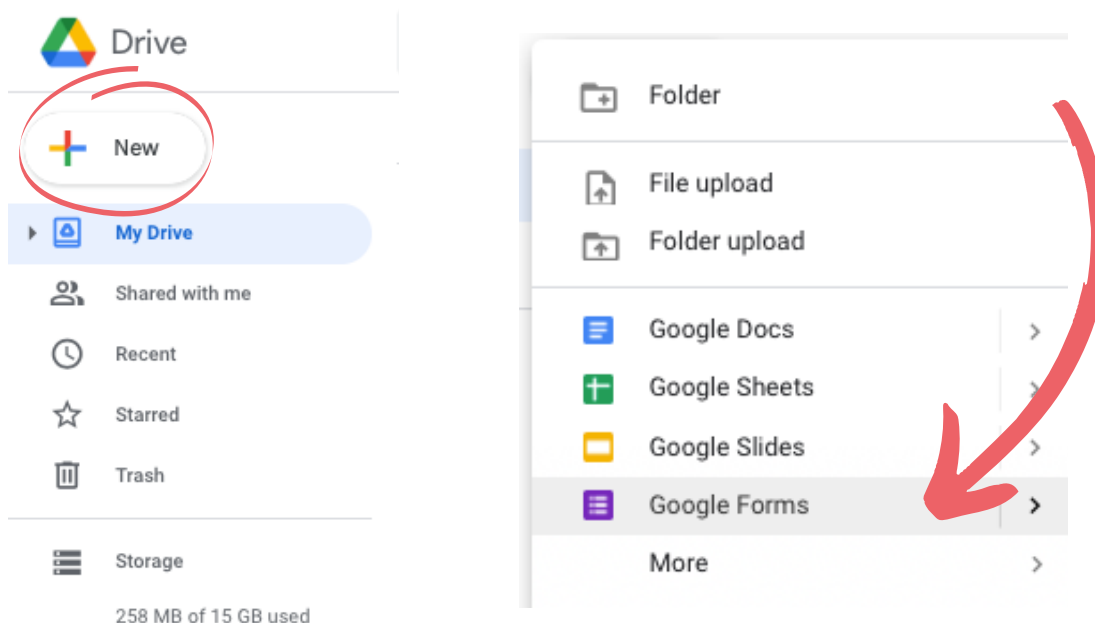 Drive
New
My Drive
Shared with me
Recent
Starred
Trash
Storage
258 MB of 15 GB used
Folder
File upload
Folder upload
Google Docs
Google Sheets
Google Slides
Google Forms
More